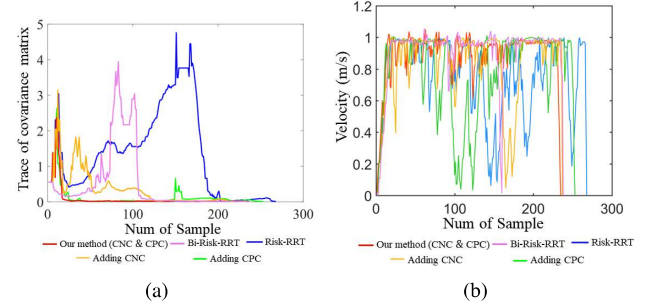 5
4
3
2
1
0
0 100 200 300
Trace of covariance matrix
Num of Sample
Our method (CNC & CPC) Bi-Risk-RRT Risk-RRT
Adding CNC Adding CPC
(a)
1.2
1
0.8
0.6
0.4
0.2
0
0 100 200 300
Velocity (m/s)
Num of Sample
Our method (CNC & CPC) Bi-Risk-RRT Risk-RRT
Adding CNC Adding CPC
(b)